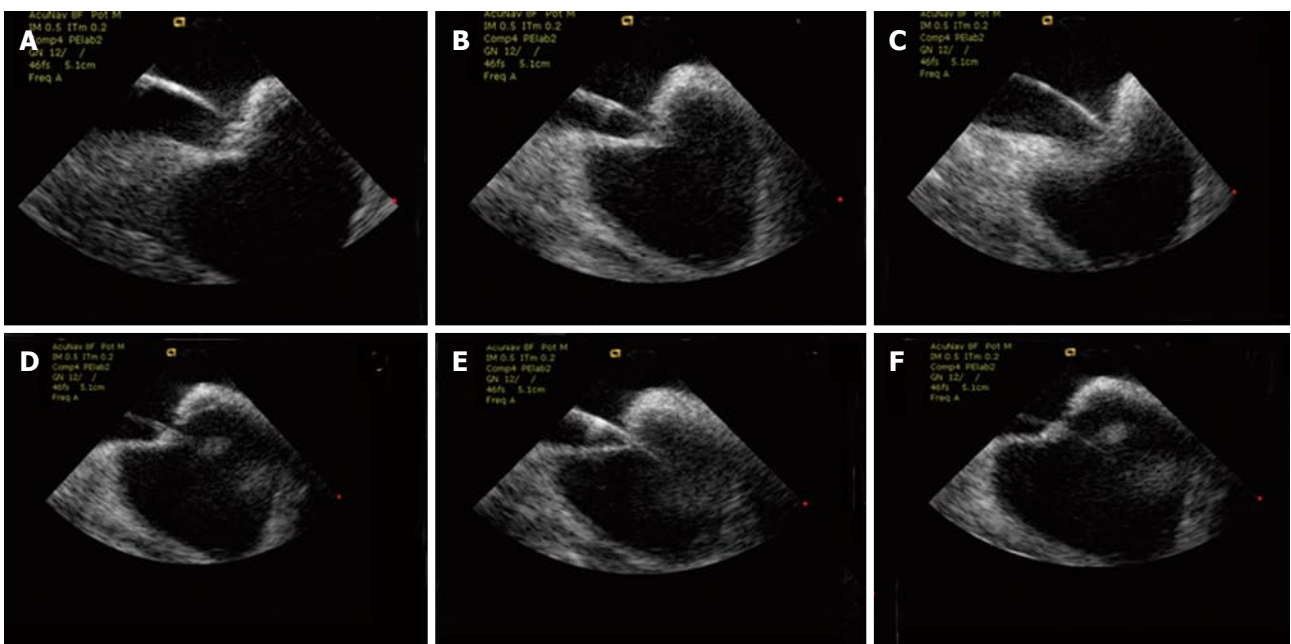 A
AcuNav 8F Pot M
IM 0.5 ITm 0.2
Comp4 PElab2
GN 12/ /
46fs 5.1cm
Freq A
B
AcuNav 8F Pot M
IM 0.5 ITm 0.2
Comp4 PElab2
GN 12/ /
46fs 5.1cm
Freq A
C
AcuNav 8F Pot M
IM 0.5 ITm 0.2
Comp4 PElab2
GN 12/ /
46fs 5.1cm
Freq A
D
AcuNav 8F Pot M
IM 0.5 ITm 0.2
Comp4 PElab2
GN 12/ /
46fs 5.1cm
Freq A
E
AcuNav 8F Pot M
IM 0.5 ITm 0.2
Comp4 PElab2
GN 12/ /
46fs 5.1cm
Freq A
F
AcuNav 8F Pot M
IM 0.5 ITm 0.2
Comp4 PElab2
GN 12/ /
46fs 5.1cm
Freq A